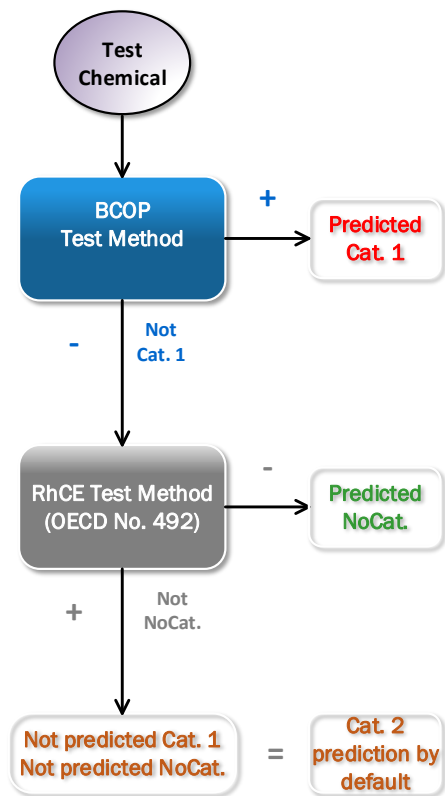 Test
Chemical
BCOP
Test Method
+
Predicted
Cat. 1
-
Not
Cat. 1
RhCE Test Method
(OECD No. 492)
-
Predicted
NoCat.
+
Not
NoCat.
Not predicted Cat. 1
Not predicted NoCat.
=
Cat. 2
prediction by
default